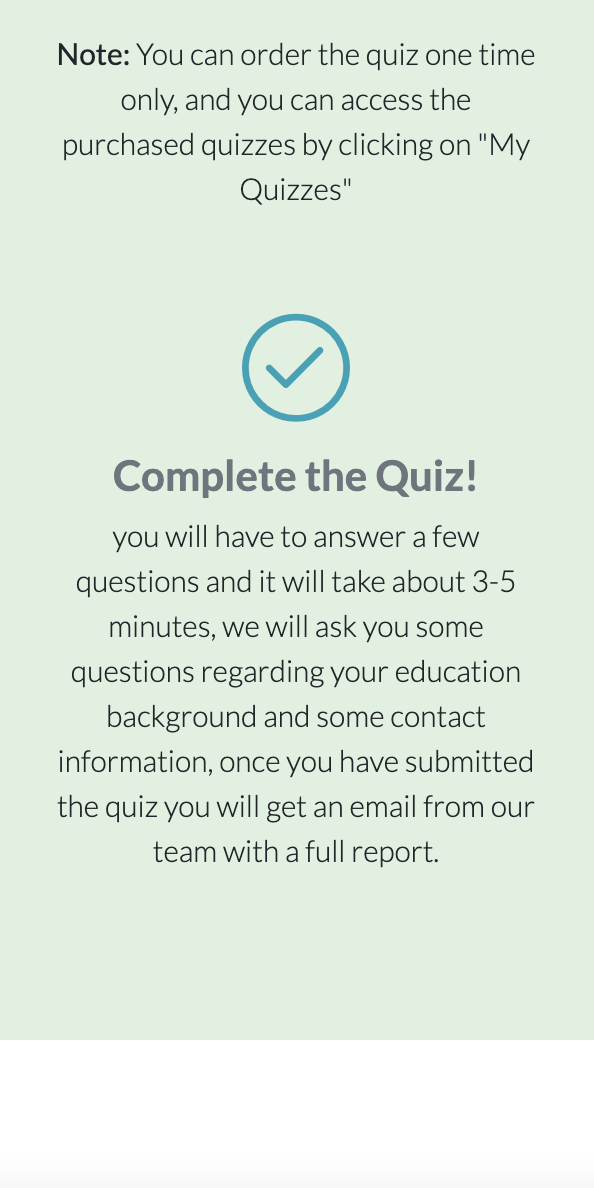 Note: You can order the quiz one time
only, and you can access the
purchased quizzes by clicking on "My
Quizzes"
Complete the Quiz!
you will have to answer a few
questions and it will take about 3-5
minutes, we will ask you some
questions regarding your education
background and some contact
information, once you have submitted
the quiz you will get an email from our
team with a full report.